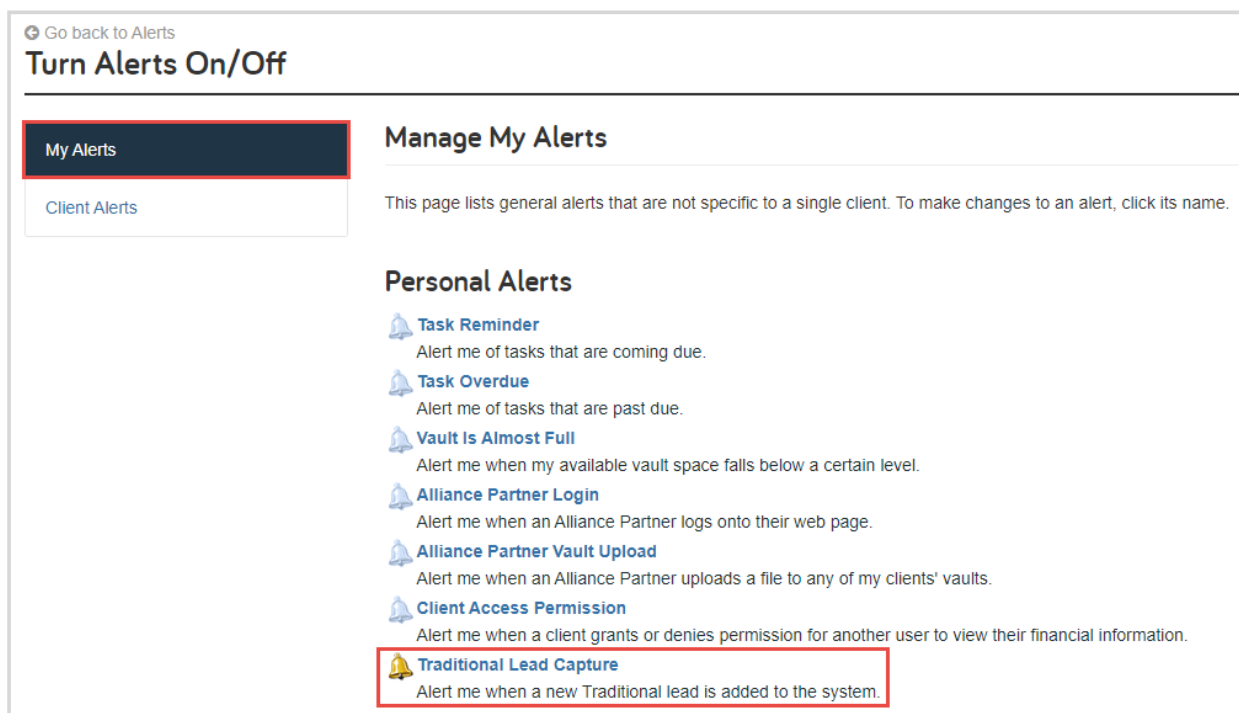 Go back to Alerts
Turn Alerts On/Off
My Alerts
Client Alerts
Manage My Alerts
This page lists general alerts that are not specific to a single client. To make changes to an alert, click its name.
Personal Alerts
Task Reminder
Alert me of tasks that are coming due.
Task Overdue
Alert me of tasks that are past due.
Vault Is Almost Full
Alert me when my available vault space falls below a certain level.
Alliance Partner Login
Alert me when an Alliance Partner logs onto their web page.
Alliance Partner Vault Upload
Alert me when an Alliance Partner uploads a file to any of my clients' vaults.
Client Access Permission
Alert me when a client grants or denies permission for another user to view their financial information.
Traditional Lead Capture
Alert me when a new Traditional lead is added to the system.